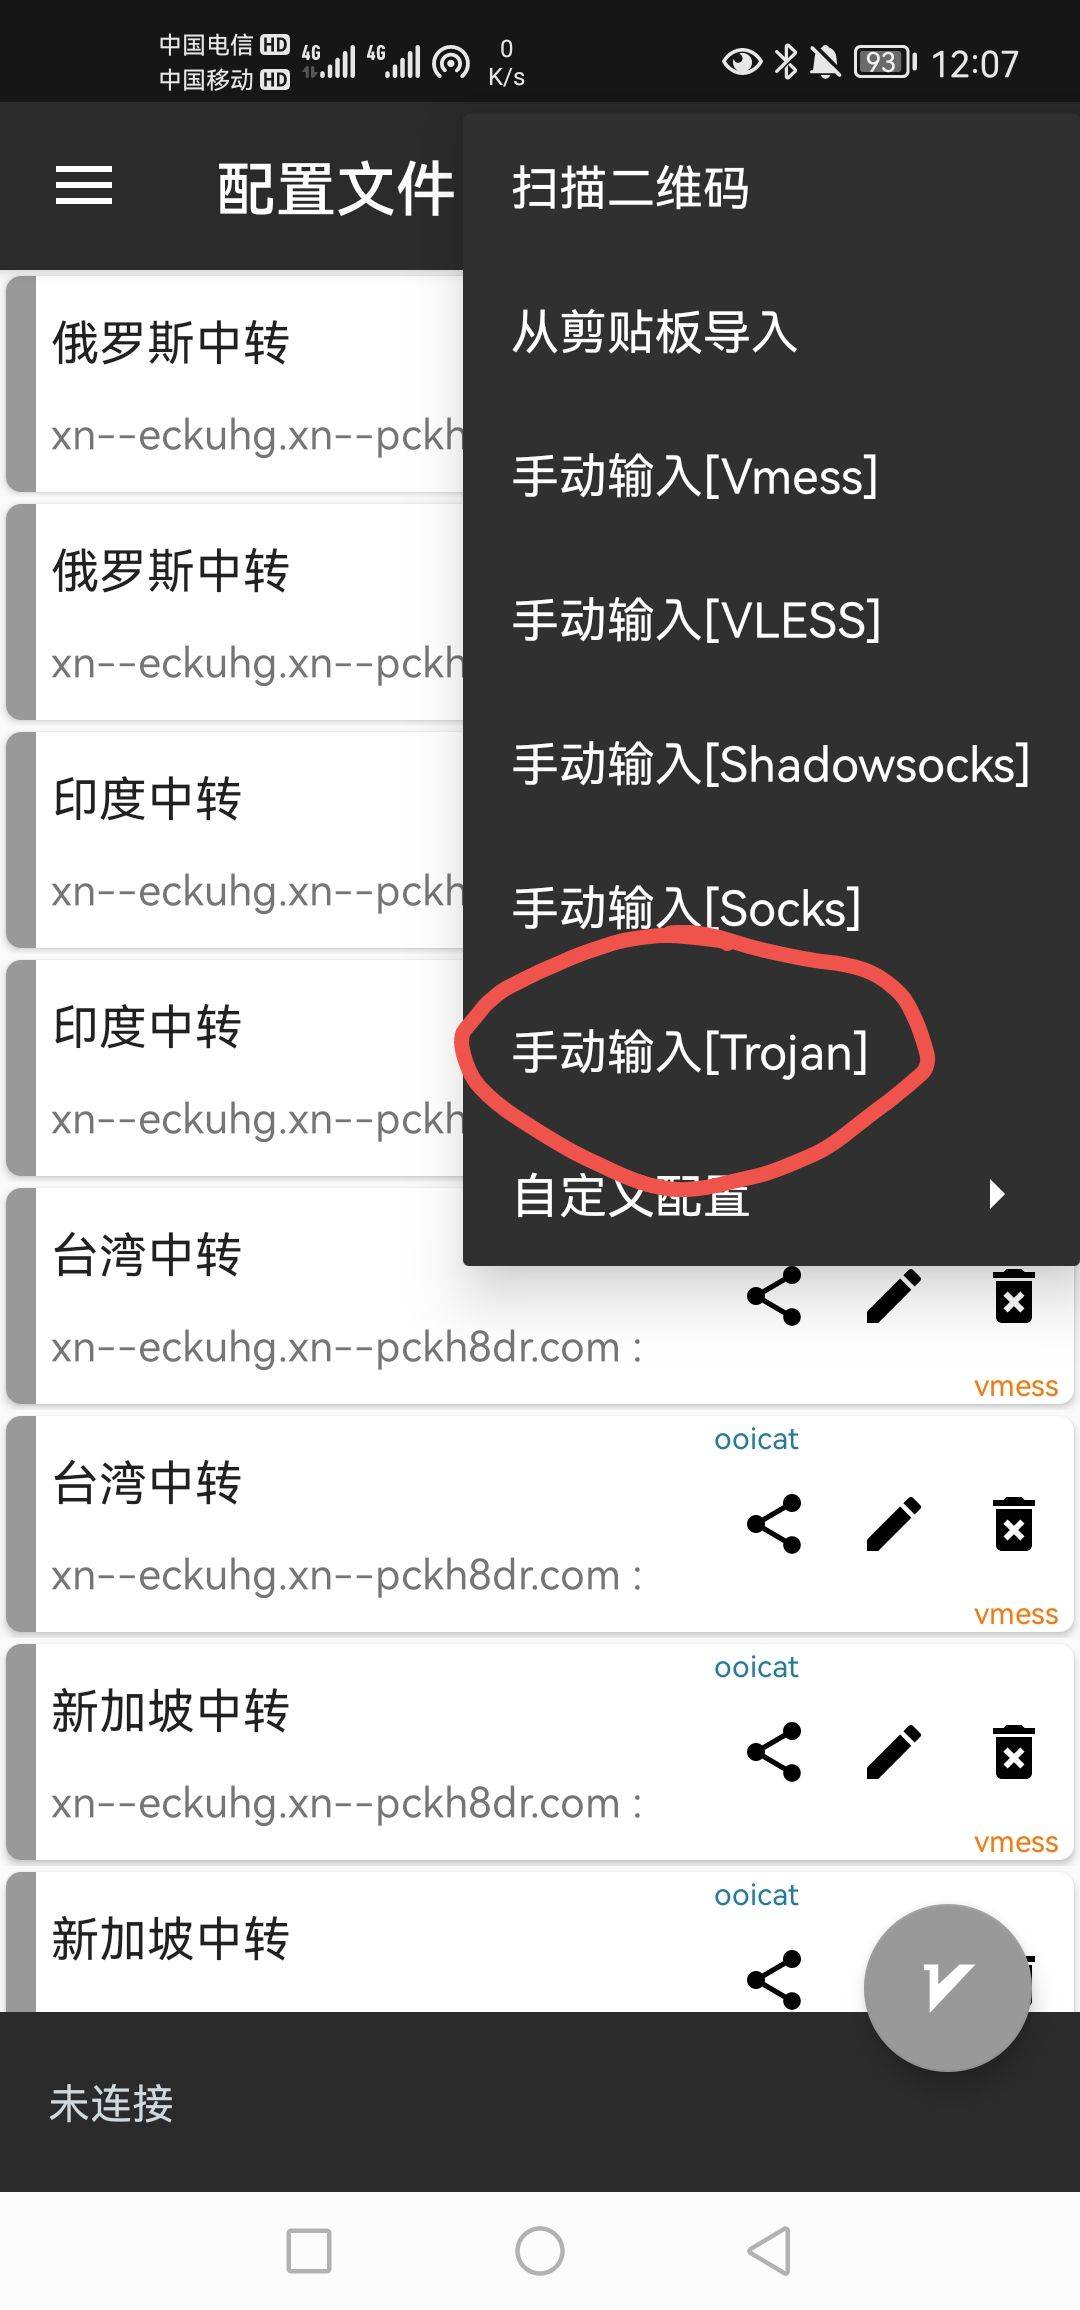 中国电信 HD
中国移动 HD
4G
4G
0
K/s
93
12:07
配置文件
扫描二维码
从剪贴板导入
手动输入[Vmess]
手动输入[VLESS]
手动输入[Shadowsocks]
手动输入[Socks]
手动输入[Trojan]
自定义配置
俄罗斯中转
xn--eckuhg.xn--pckh
俄罗斯中转
xn--eckuhg.xn--pckh
印度中转
xn--eckuhg.xn--pckh
印度中转
xn--eckuhg.xn--pckh
台湾中转
xn--eckuhg.xn--pckh8dr.com :
vmess
ooicat
台湾中转
xn--eckuhg.xn--pckh8dr.com :
vmess
ooicat
新加坡中转
xn--eckuhg.xn--pckh8dr.com :
vmess
ooicat
新加坡中转
未连接